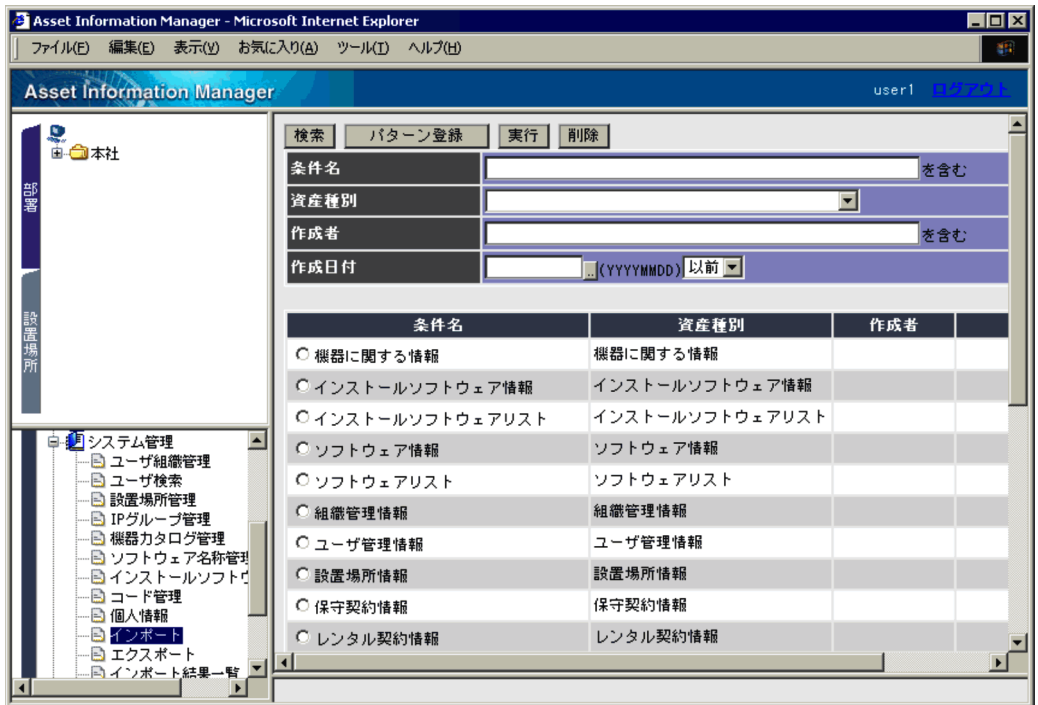 Asset Information Manager - Microsoft Internet Explorer
ファイル(F) 編集(E) 表示(V) お気に入り(A) ツール(T) ヘルプ(H)
Asset Information Manager
user1 ログアウト
部署
設置場所
本社
システム管理
ユーザ組織管理
ユーザ検索
設置場所管理
IPグループ管理
機器カタログ管理
ソフトウェア名称管理
インストールソフトウ
コード管理
個人情報
インポート
エクスポート
インポート結果一覧
検索 パターン登録 実行 削除
条件名 を含む
資産種別
作成者 を含む
作成日付 .. (YYYYMMDD) 以前
条件名 資産種別 作成者
機器に関する情報 機器に関する情報
インストールソフトウェア情報 インストールソフトウェア情報
インストールソフトウェアリスト インストールソフトウェアリスト
ソフトウェア情報 ソフトウェア情報
ソフトウェアリスト ソフトウェアリスト
組織管理情報 組織管理情報
ユーザ管理情報 ユーザ管理情報
設置場所情報 設置場所情報
保守契約情報 保守契約情報
レンタル契約情報 レンタル契約情報